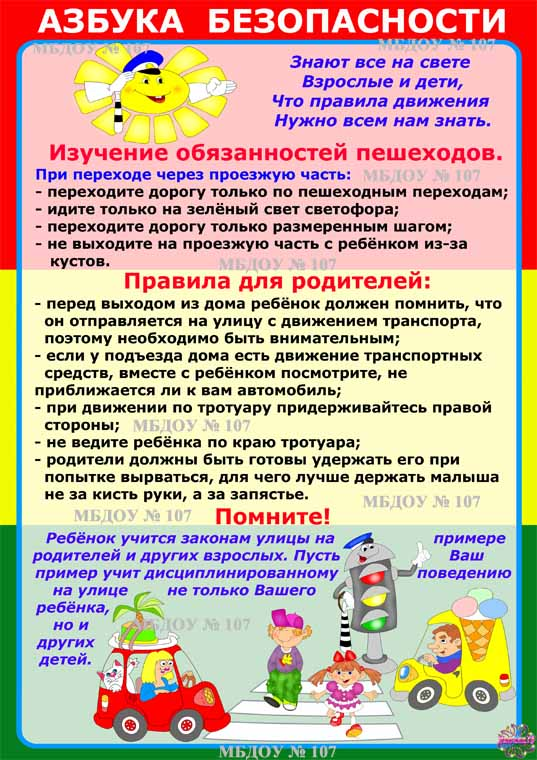 АЗБУКА БЕЗОПАСНОСТИ
МБДОУ № 107
МБДОУ № 107
Знают все на свете
Взрослые и дети,
Что правила движения
Нужно всем нам знать.
Изучение обязанностей пешеходов.
При переходе через проезжую часть:
МБДОУ № 107
- переходите дорогу только по пешеходным переходам;
- идите только на зелёный свет светофора;
- переходите дорогу только размеренным шагом;
- не выходите на проезжую часть с ребёнком из-за
кустов.
МБДОУ № 107
Правила для родителей:
- перед выходом из дома ребёнок должен помнить, что
он отправляется на улицу с движением транспорта,
поэтому необходимо быть внимательным;
- если у подъезда дома есть движение транспортных
средств, вместе с ребёнком посмотрите, не
приближается ли к вам автомобиль;
- при движении по тротуару придерживайтесь правой
стороны;
МБДОУ № 107
- не ведите ребёнка по краю тротуара;
- родители должны быть готовы удержать его при
попытке вырваться, для чего лучше держать малыша
не за кисть руки, а за запястье.
МБДОУ № 107
МБДОУ № 107
Помните!
Ребёнок учится законам улицы на примере
родителей и других взрослых. Пусть Ваш
пример учит дисциплинированному поведению
на улице не только Вашего
ребёнка,
но и
других
детей.
МБДОУ № 107
МБДОУ № 107